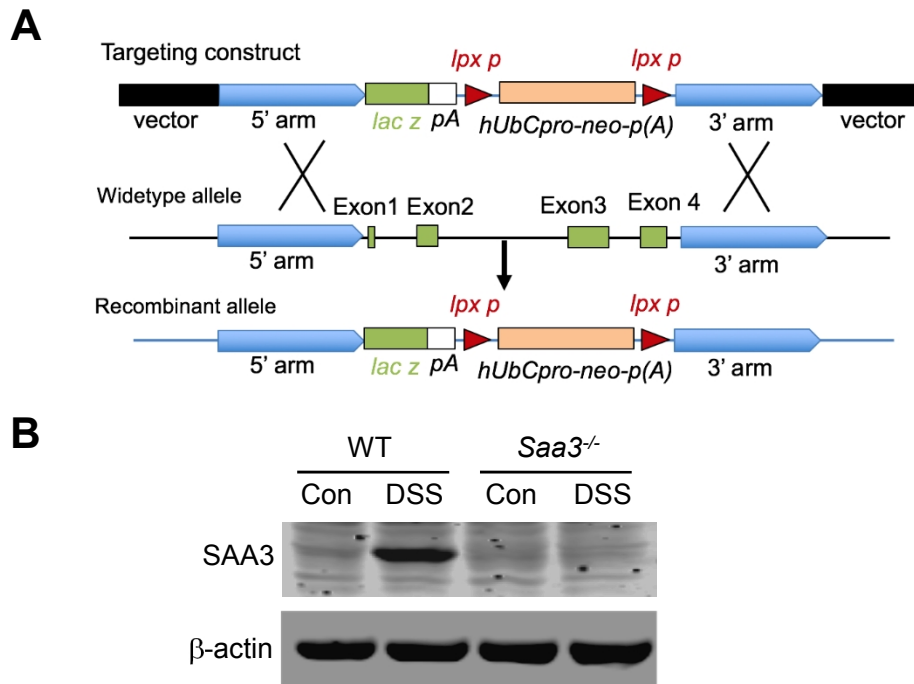 A
Targeting construct
lpx p lpx p
vector 5' arm lac z pA hUbCpro-neo-p(A) 3' arm vector
Widetype allele
Exon1 Exon2 Exon3 Exon 4
5' arm 3' arm
Recombinant allele
lpx p lpx p
5' arm lac z pA hUbCpro-neo-p(A) 3' arm
B
WT Saa3-/-
Con DSS Con DSS
SAA3
β-actin